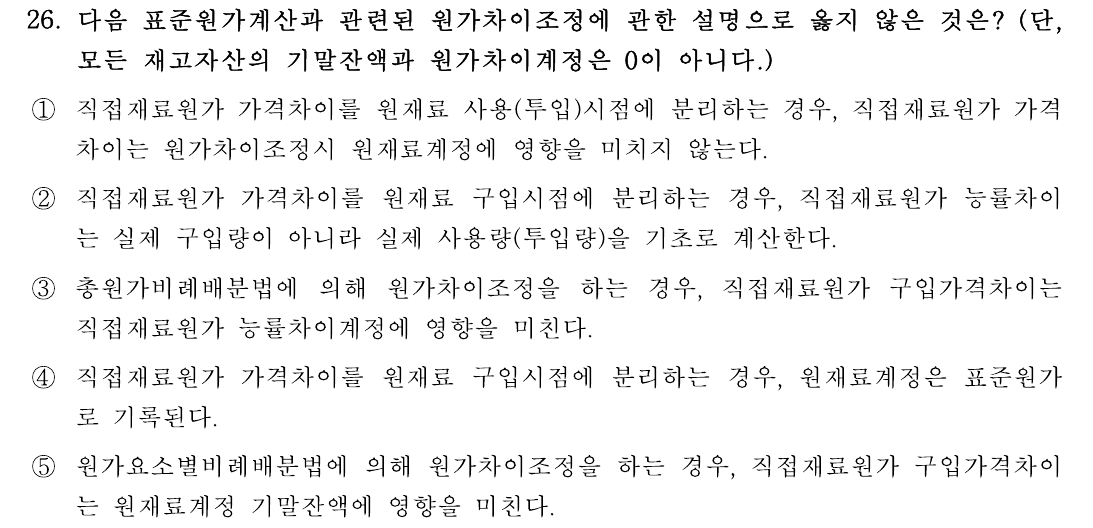 26. 다음 표준원가계산과 관련된 원가차이조정에 관한 설명으로 옳지 않은 것은? (단,
모든 재고자산의 기말잔액과 원가차이계정은 0이 아니다.)
① 직접재료원가 가격차이를 원재료 사용(투입)시점에 분리하는 경우, 직접재료원가 가격
차이는 원가차이조정시 원재료계정에 영향을 미치지 않는다.
② 직접재료원가 가격차이를 원재료 구입시점에 분리하는 경우, 직접재료원가 능률차이
는 실제 구입량이 아니라 실제 사용량(투입량)을 기초로 계산한다.
③ 총원가비례배분법에 의해 원가차이조정을 하는 경우, 직접재료원가 구입가격차이는
직접재료원가 능률차이계정에 영향을 미친다.
④ 직접재료원가 가격차이를 원재료 구입시점에 분리하는 경우, 원재료계정은 표준원가
로 기록된다.
⑤ 원가요소별비례배분법에 의해 원가차이조정을 하는 경우, 직접재료원가 구입가격차이
는 원재료계정 기말잔액에 영향을 미친다.